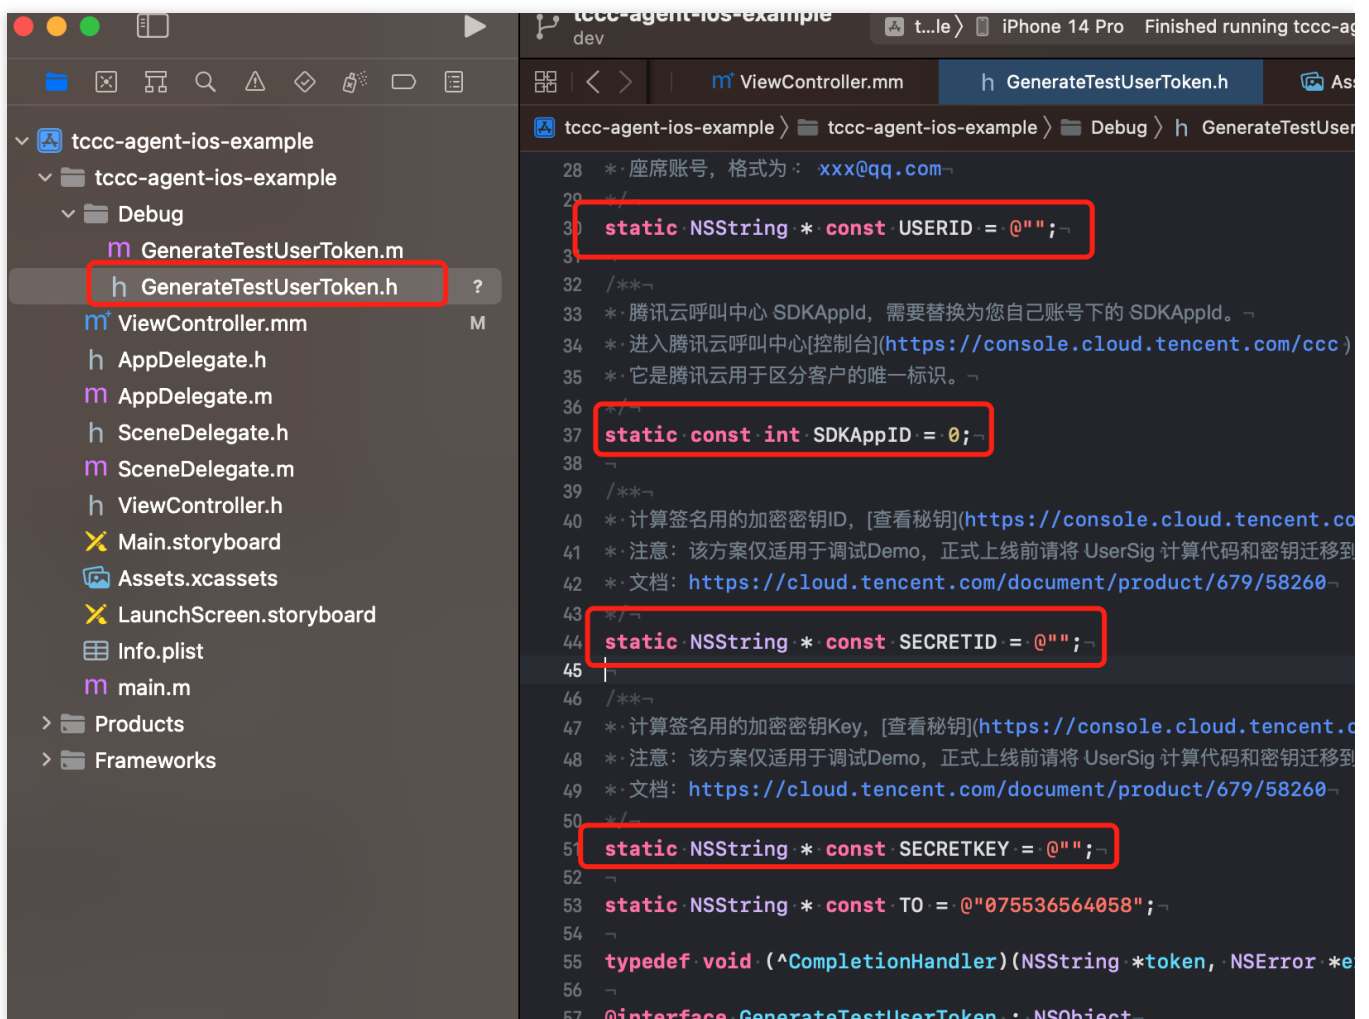 tccc-agent-ios-example
dev
t...le
iPhone 14 Pro
Finished running tccc-ag
ViewController.mm
GenerateTestUserToken.h
Ass
tccc-agent-ios-example
tccc-agent-ios-example
Debug
h GenerateTestUser
tccc-agent-ios-example
tccc-agent-ios-example
Debug
m GenerateTestUserToken.m
h GenerateTestUserToken.h ?
m+ ViewController.mm M
h AppDelegate.h
m AppDelegate.m
h SceneDelegate.h
m SceneDelegate.m
h ViewController.h
Main.storyboard
Assets.xcassets
LaunchScreen.storyboard
Info.plist
m main.m
Products
Frameworks
28 * 座席账号，格式为： xxx@qq.com
29 */
30 static NSString * const USERID = @"";
31
32 /**
33 * 腾讯云呼叫中心 SDKAppId，需要替换为您自己账号下的 SDKAppId。
34 * 进入腾讯云呼叫中心[控制台](https://console.cloud.tencent.com/ccc )
35 * 它是腾讯云用于区分客户的唯一标识。
36 */
37 static const int SDKAppID = 0;
38
39 /**
40 * 计算签名用的加密密钥ID，[查看秘钥](https://console.cloud.tencent.co
41 * 注意：该方案仅适用于调试Demo，正式上线前请将 UserSig 计算代码和密钥迁移到
42 * 文档：https://cloud.tencent.com/document/product/679/58260
43 */
44 static NSString * const SECRETID = @"";
45
46 /**
47 * 计算签名用的加密密钥Key，[查看秘钥](https://console.cloud.tencent.c
48 * 注意：该方案仅适用于调试Demo，正式上线前请将 UserSig 计算代码和密钥迁移到
49 * 文档：https://cloud.tencent.com/document/product/679/58260
50 */
51 static NSString * const SECRETKEY = @"";
52
53 static NSString * const TO = @"075536564058";
54
55 typedef void (^CompletionHandler)(NSString *token, NSError *e
56
57 @interface GenerateTestUserToken : NSObject